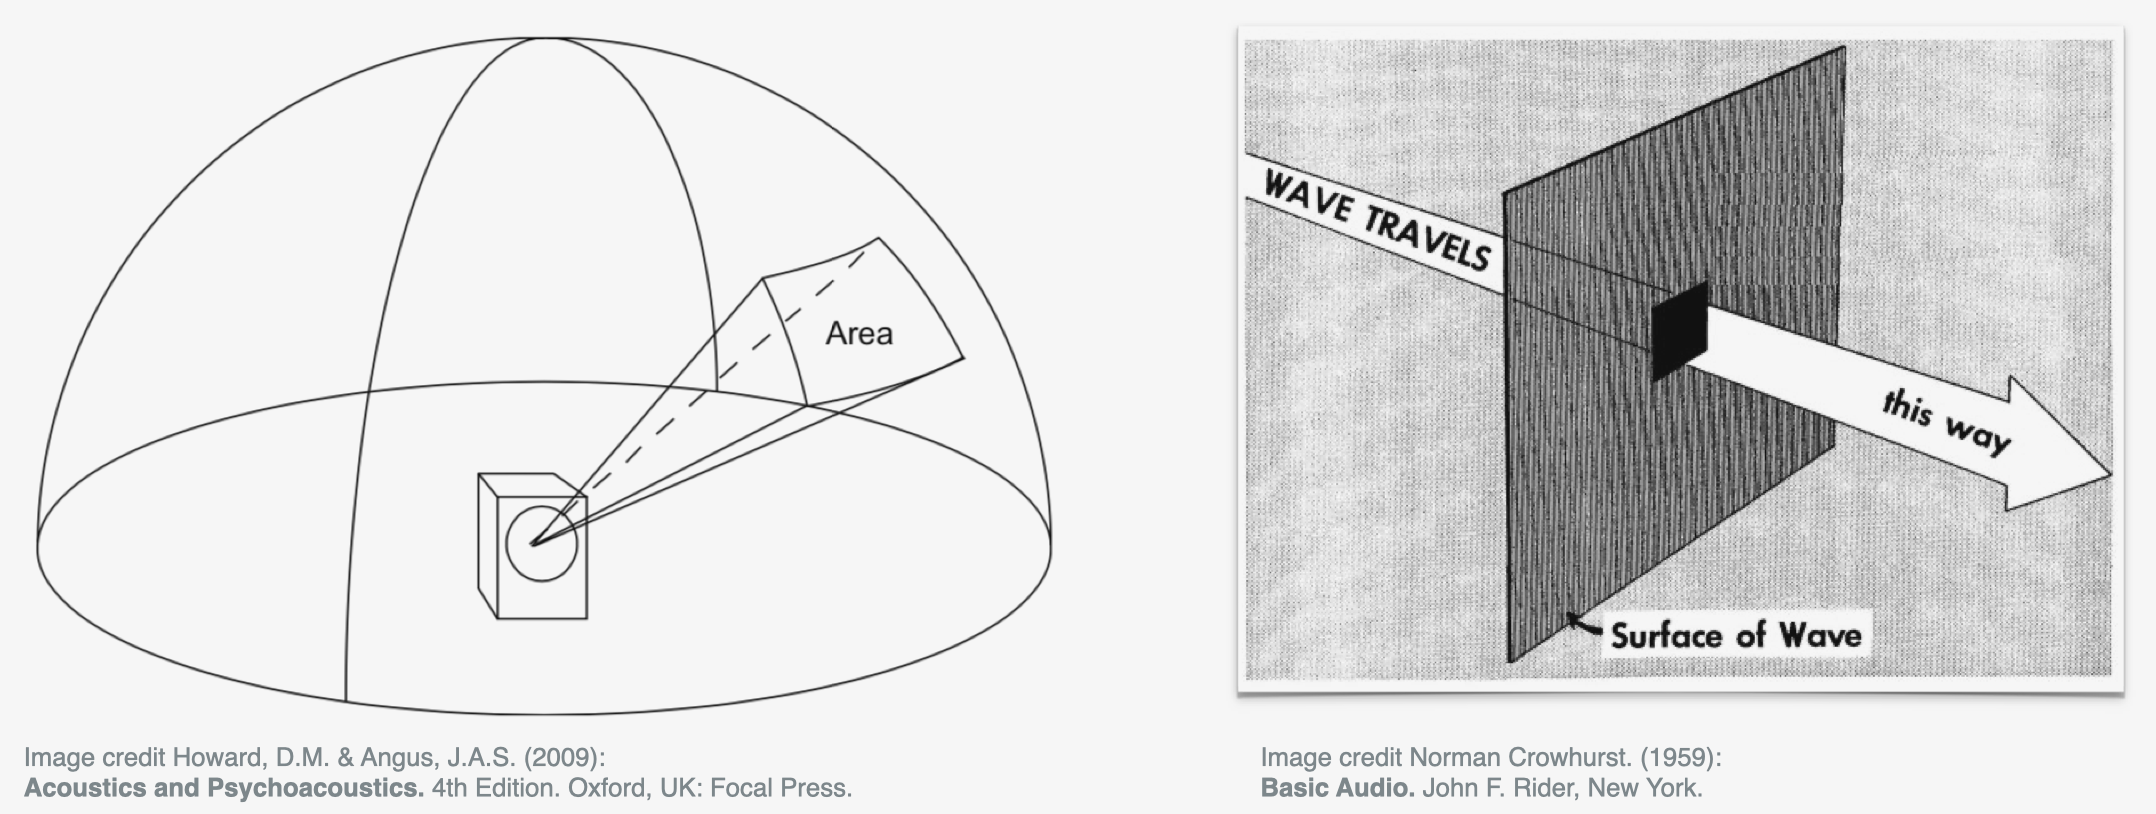 Area
WAVE TRAVELS
this way
Surface of Wave
Image credit Howard, D.M. & Angus, J.A.S. (2009):
Acoustics and Psychoacoustics. 4th Edition. Oxford, UK: Focal Press.
Image credit Norman Crowhurst. (1959):
Basic Audio. John F. Rider, New York.